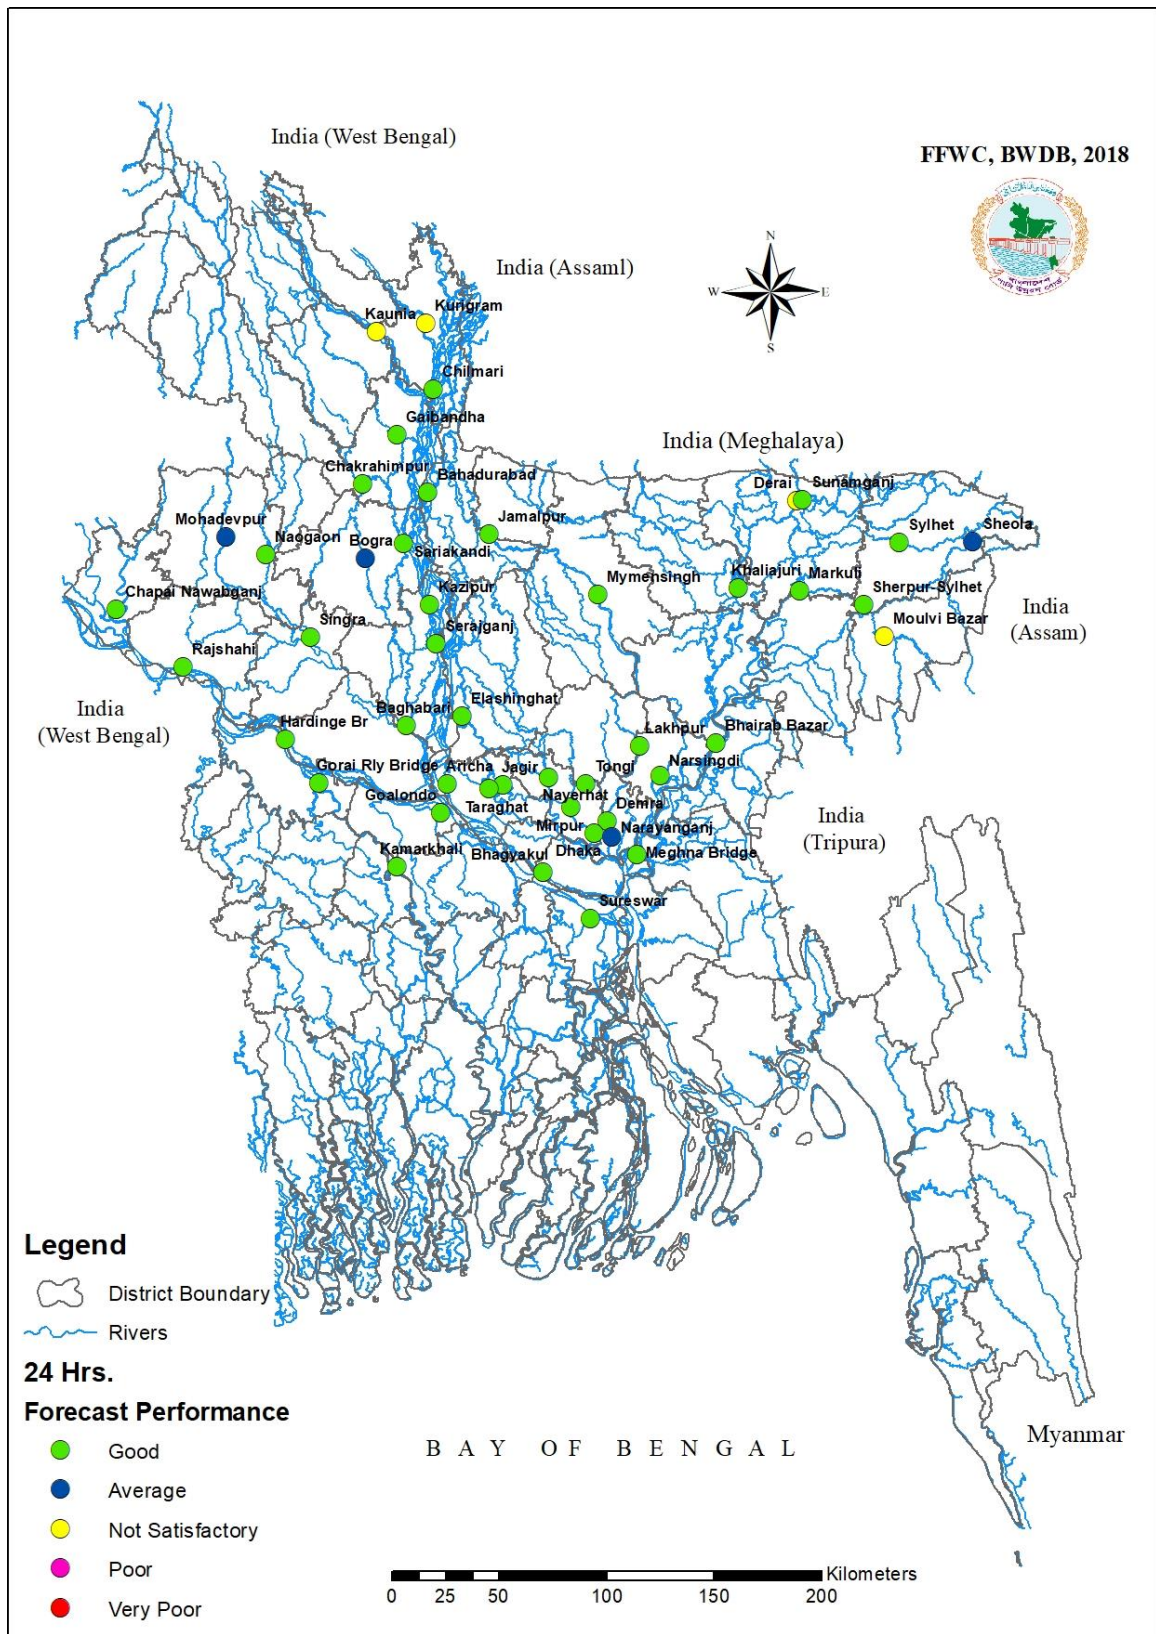 India (West Bengal)
FFWC, BWDB, 2018
N
W
E
S
India (Assaml)
Kungram
Kaunia
Chilmari
Gaibandha
India (Meghalaya)
Chakrahimpur
Bahadurabad
Derai
Sunamganj
Mohadevpur
Jamalpur
Sylhet
Sheola
Naogaon
Bogra
Sariakandi
Mymensingh
Khaliajuri
Markuli
Sherpur-Sylhet
Chapai Nawabganj
Kazipur
Moulvi Bazar
India
(Assam)
Singra
Serajganj
Rajshahi
India
(West Bengal)
Elashinghat
Baghabari
Hardinge Br
Lakhpur
Bhairab Bazar
Gorai Rly Bridge
Aricha
Jagir
Tongi
Narsingdi
Goalondo
Taraghat
Nayerhat
Demra
India
(Tripura)
Mirpur
Narayanganj
Kamarkhali
Bhagyakul
Dhaka
Meghna Bridge
Sureswar
Legend
District Boundary
Rivers
24 Hrs.
Forecast Performance
Good
Average
Not Satisfactory
Poor
Very Poor
BAY OF BENGAL
Myanmar
Kilometers
0 25 50 100 150 200